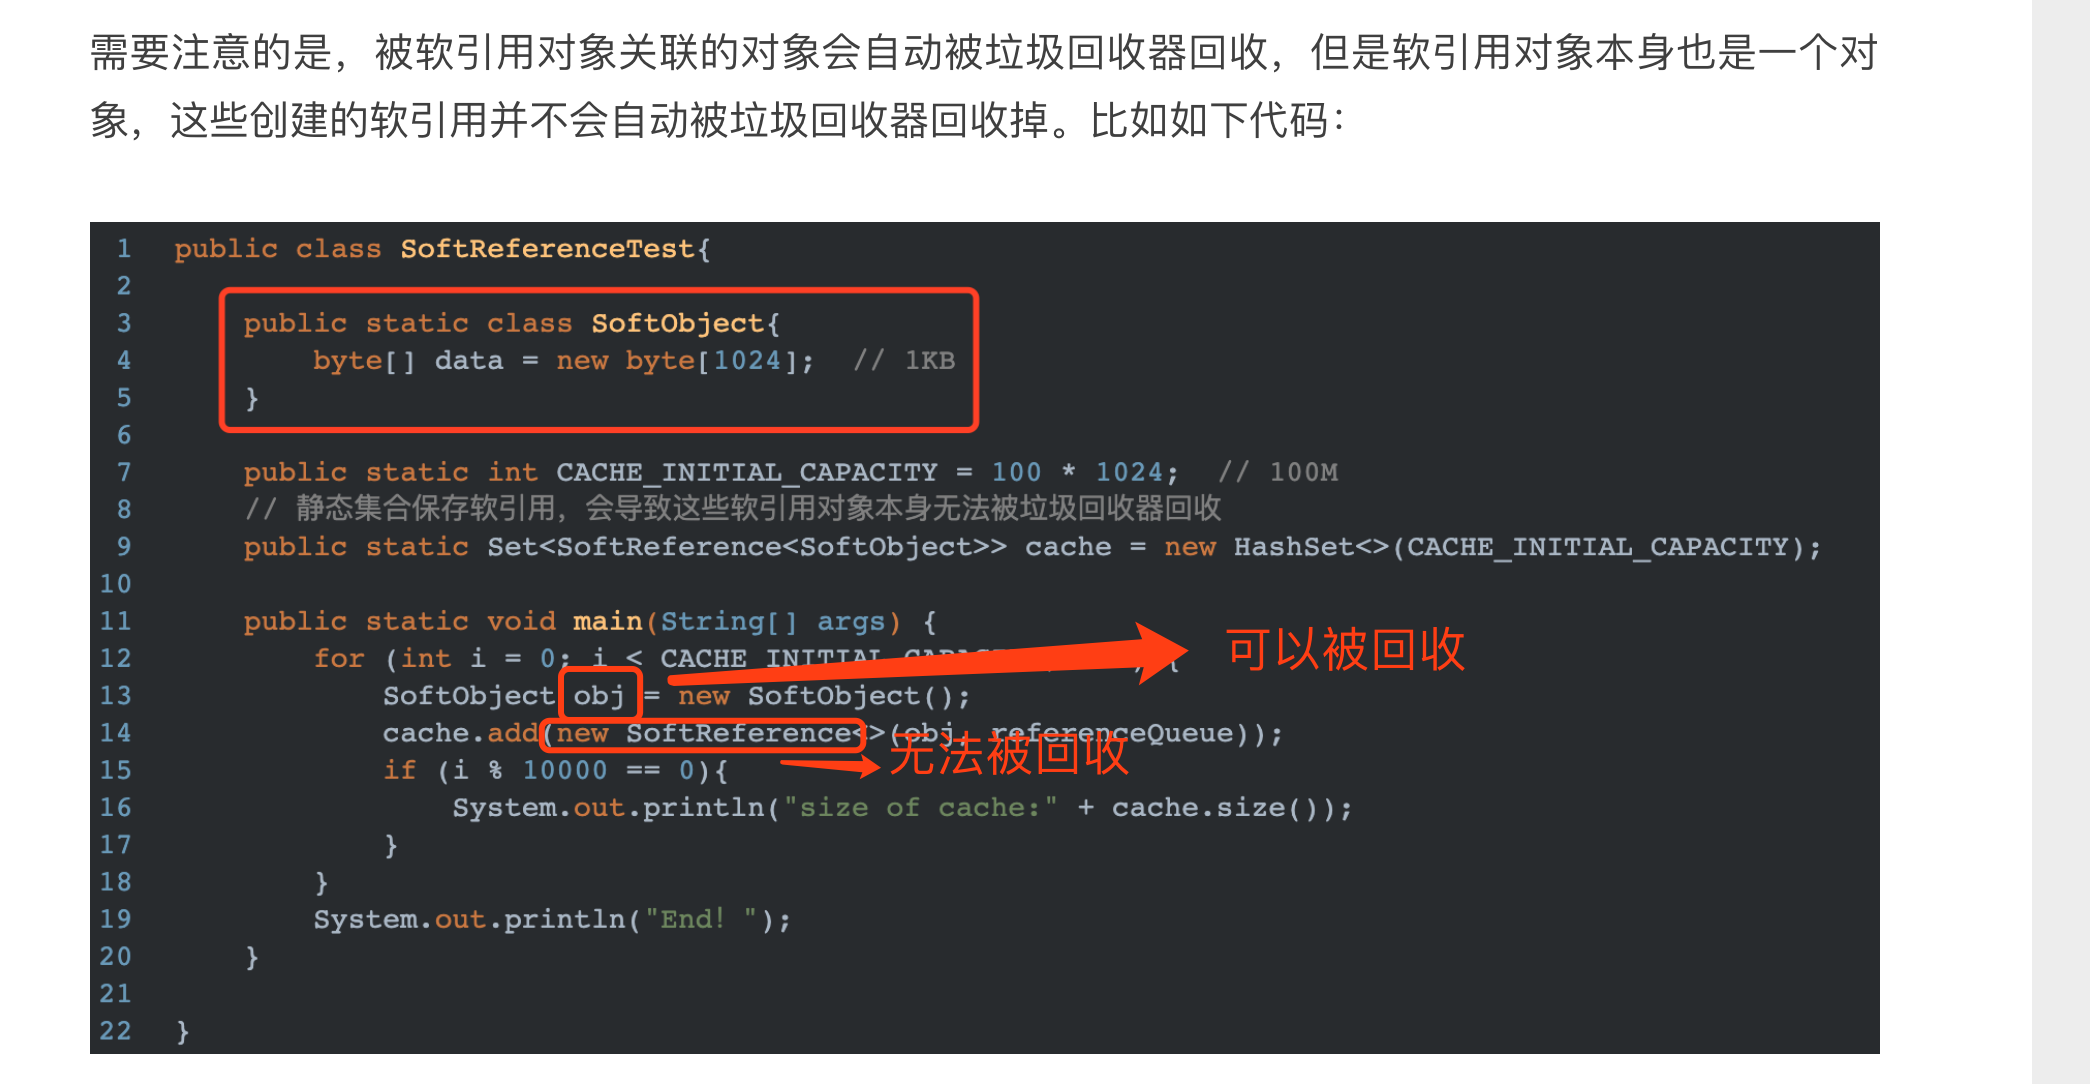 需要注意的是，被软引用对象关联的对象会自动被垃圾回收器回收，但是软引用对象本身也是一个对
象，这些创建的软引用并不会自动被垃圾回收器回收掉。比如如下代码：
1 public class SoftReferenceTest{
2
3 public static class SoftObject{
4 byte[] data = new byte[1024]; // 1KB
5 }
6
7 public static int CACHE_INITIAL_CAPACITY = 100 * 1024; // 100M
8 // 静态集合保存软引用，会导致这些软引用对象本身无法被垃圾回收器回收
9 public static Set<SoftReference<SoftObject>> cache = new HashSet<>(CACHE_INITIAL_CAPACITY);
10
11 public static void main(String[] args) {
12 for (int i = 0; i < CACHE_INITIAL_ {
可以被回收
13 SoftObject obj = new SoftObject();
14 cache.add(new SoftReference<>(obj, referenceQueue));
无法被回收
15 if (i % 10000 == 0){
16 System.out.println("size of cache:" + cache.size());
17 }
18 }
19 System.out.println("End! ");
20 }
21
22 }